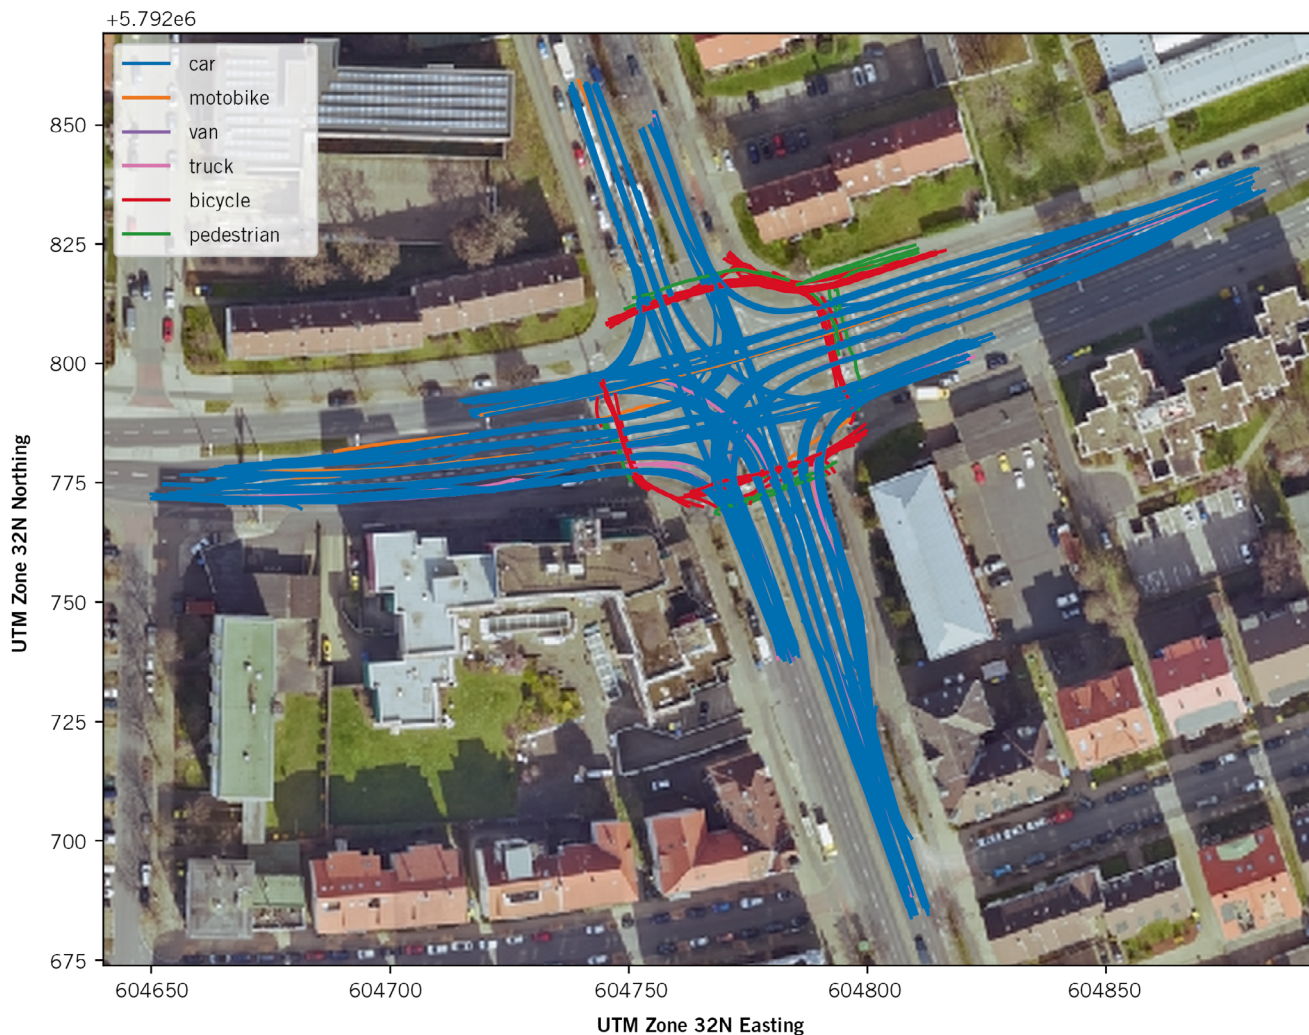 +5.792e6
car
motobike
van
truck
bicycle
pedestrian
850
825
800
775
750
725
700
675
UTM Zone 32N Northing
604650
604700
604750
604800
604850
UTM Zone 32N Easting